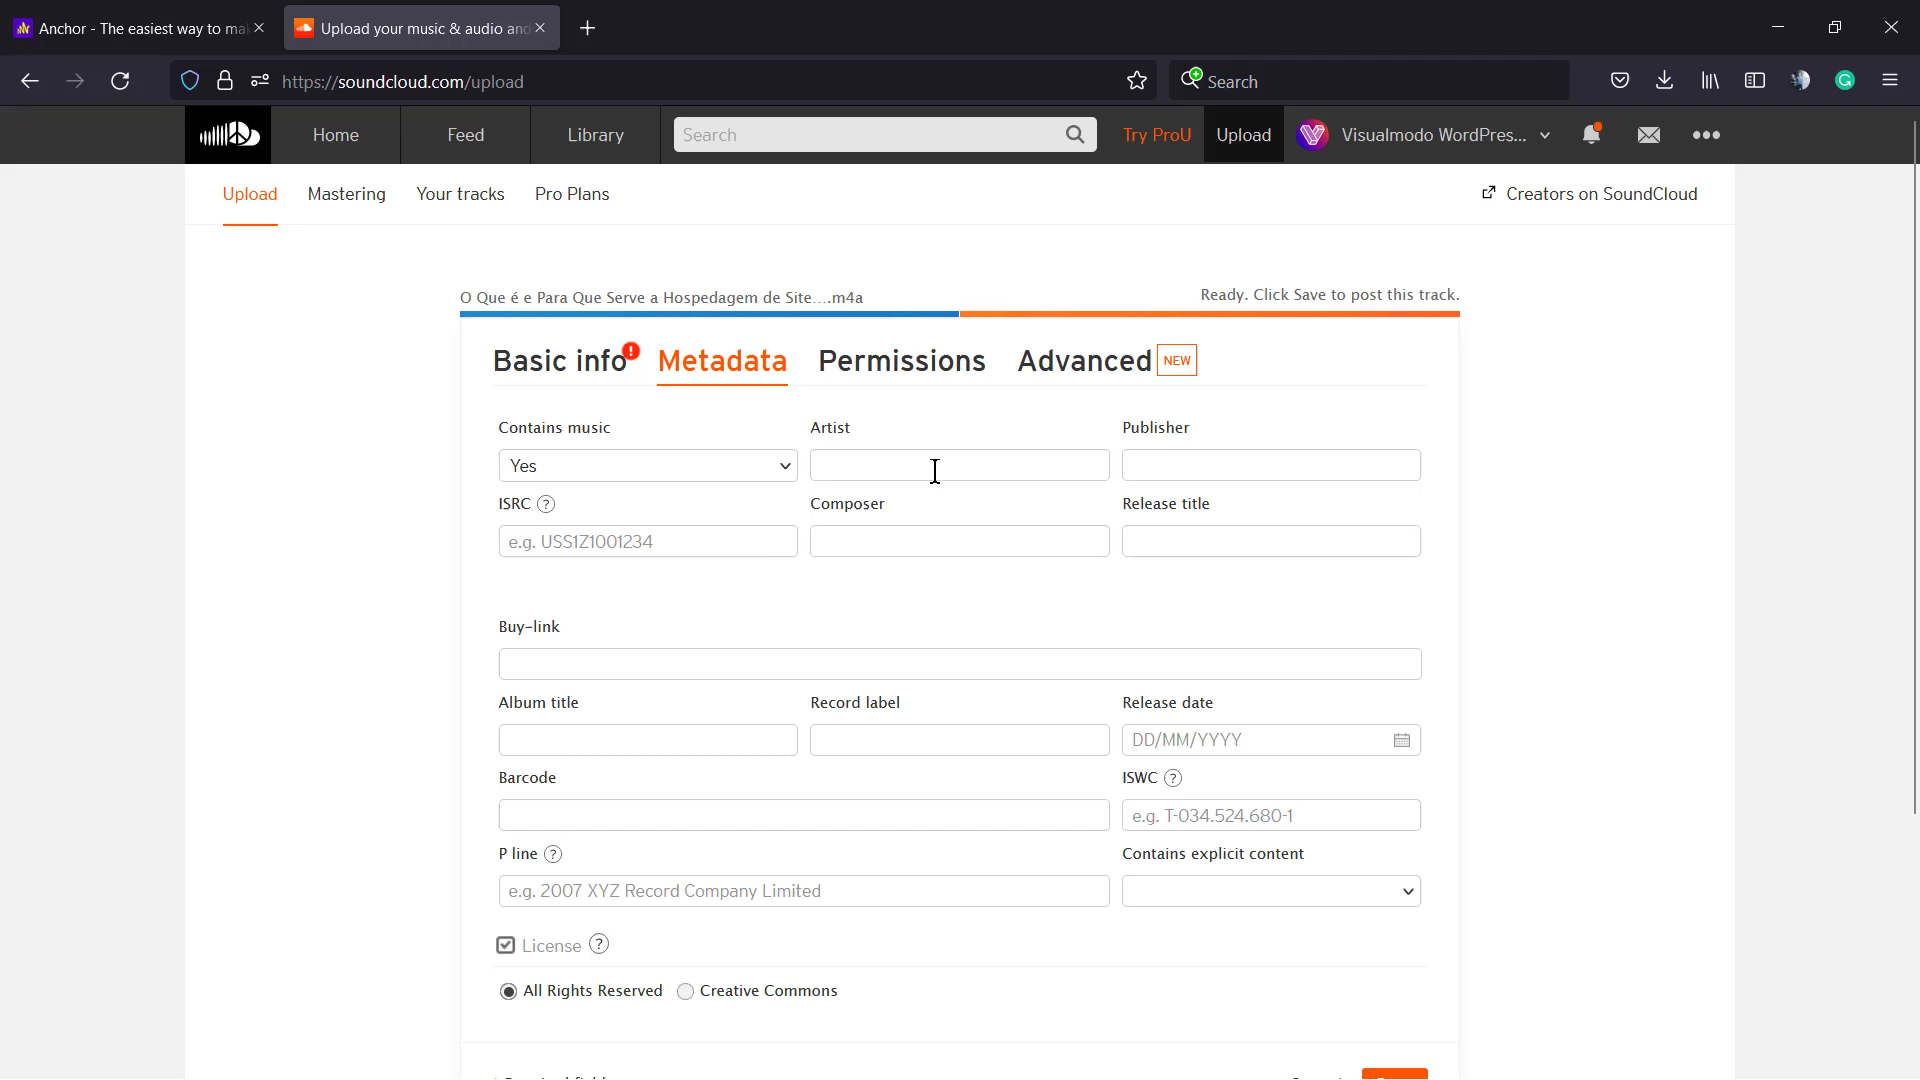 Anchor - The easiest way to ma
Upload your music & audio and
https://soundcloud.com/upload
Search
Home
Feed
Library
Search
Try ProU
Upload
Visualmodo WordPres...
Upload
Mastering
Your tracks
Pro Plans
Creators on SoundCloud
O Que é e Para Que Serve a Hospedagem de Site....m4a
Ready. Click Save to post this track.
Basic info
!
Metadata
Permissions
Advanced
NEW
Contains music
Artist
Publisher
Yes
ISRC ?
Composer
Release title
e.g. USS1Z1001234
Buy-link
Album title
Record label
Release date
DD/MM/YYYY
Barcode
ISWC ?
e.g. T-034.524.680-1
P line ?
Contains explicit content
e.g. 2007 XYZ Record Company Limited
License ?
All Rights Reserved
Creative Commons